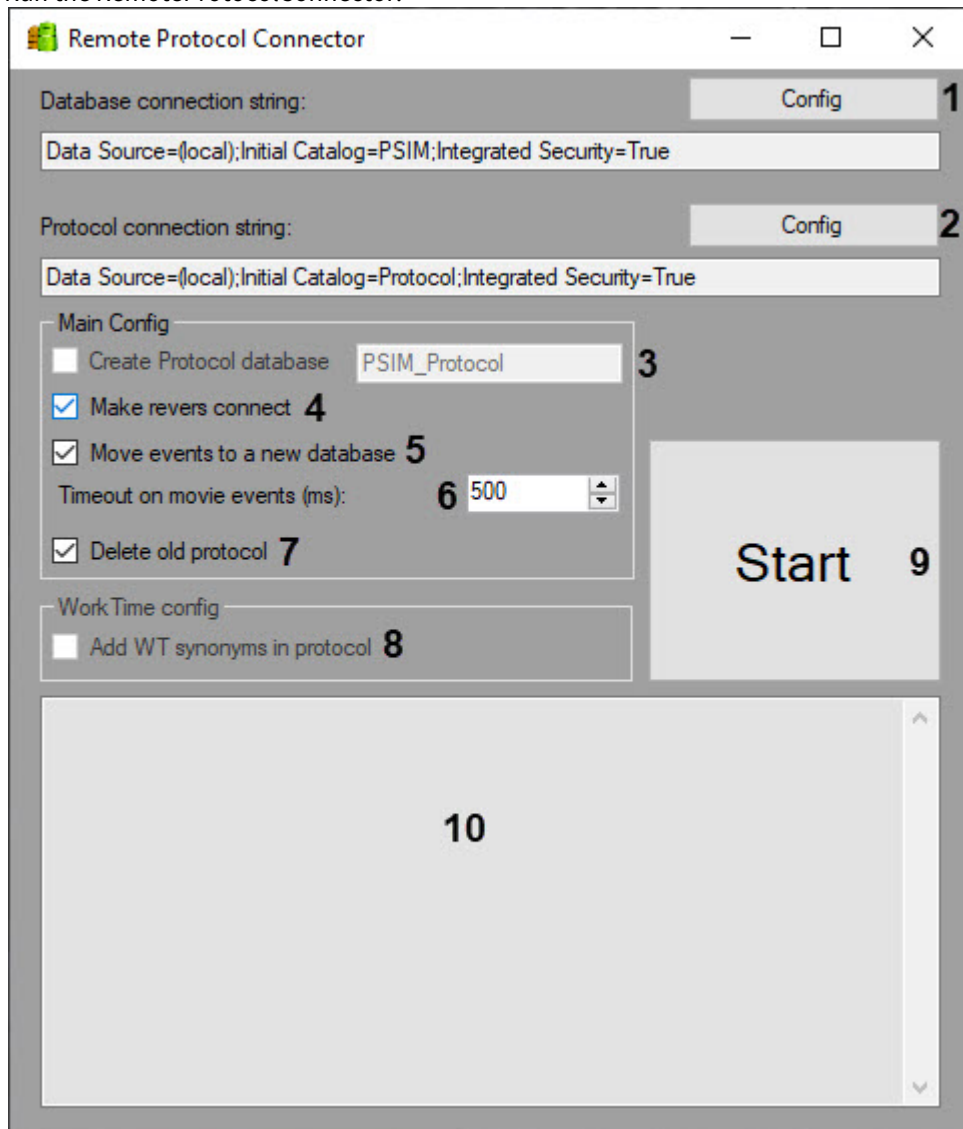 Run the RemoteProtocolConnector.
Remote Protocol Connector
Database connection string:
Config 1
Data Source=(local);Initial Catalog=PSIM;Integrated Security=True
Protocol connection string:
Config 2
Data Source=(local);Initial Catalog=Protocol;Integrated Security=True
Main Config
Create Protocol database PSIM_Protocol 3
Make revers connect 4
Move events to a new database 5
Timeout on movie events (ms): 6 500
Delete old protocol 7
Start 9
WorkTime config
Add WT synonyms in protocol 8
10